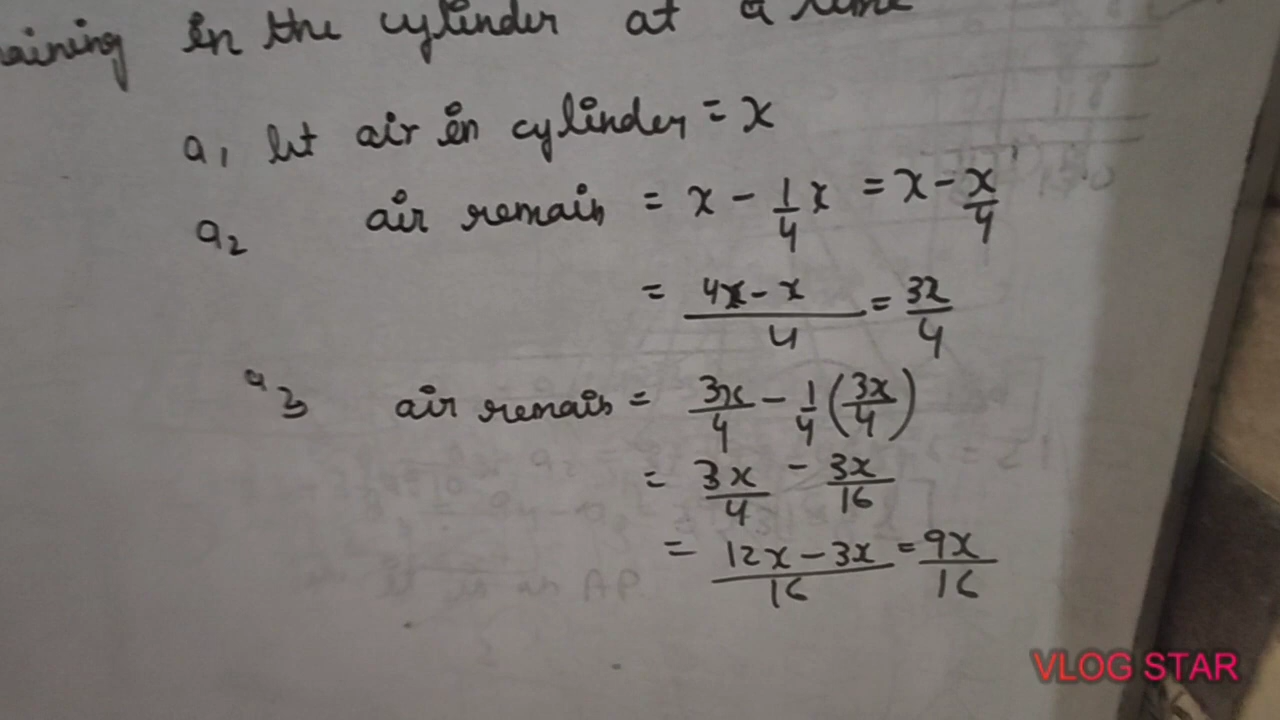 aining in the cylinder at a time
a₁ let air in cylinder = x
a₂ air remain = x - 1/4 x = x - x/4
= (4x - x)/4 = 3x/4
a₃ air remain = 3x/4 - 1/4 (3x/4)
= 3x/4 - 3x/16
= (12x - 3x)/16 = 9x/16
VLOG STAR